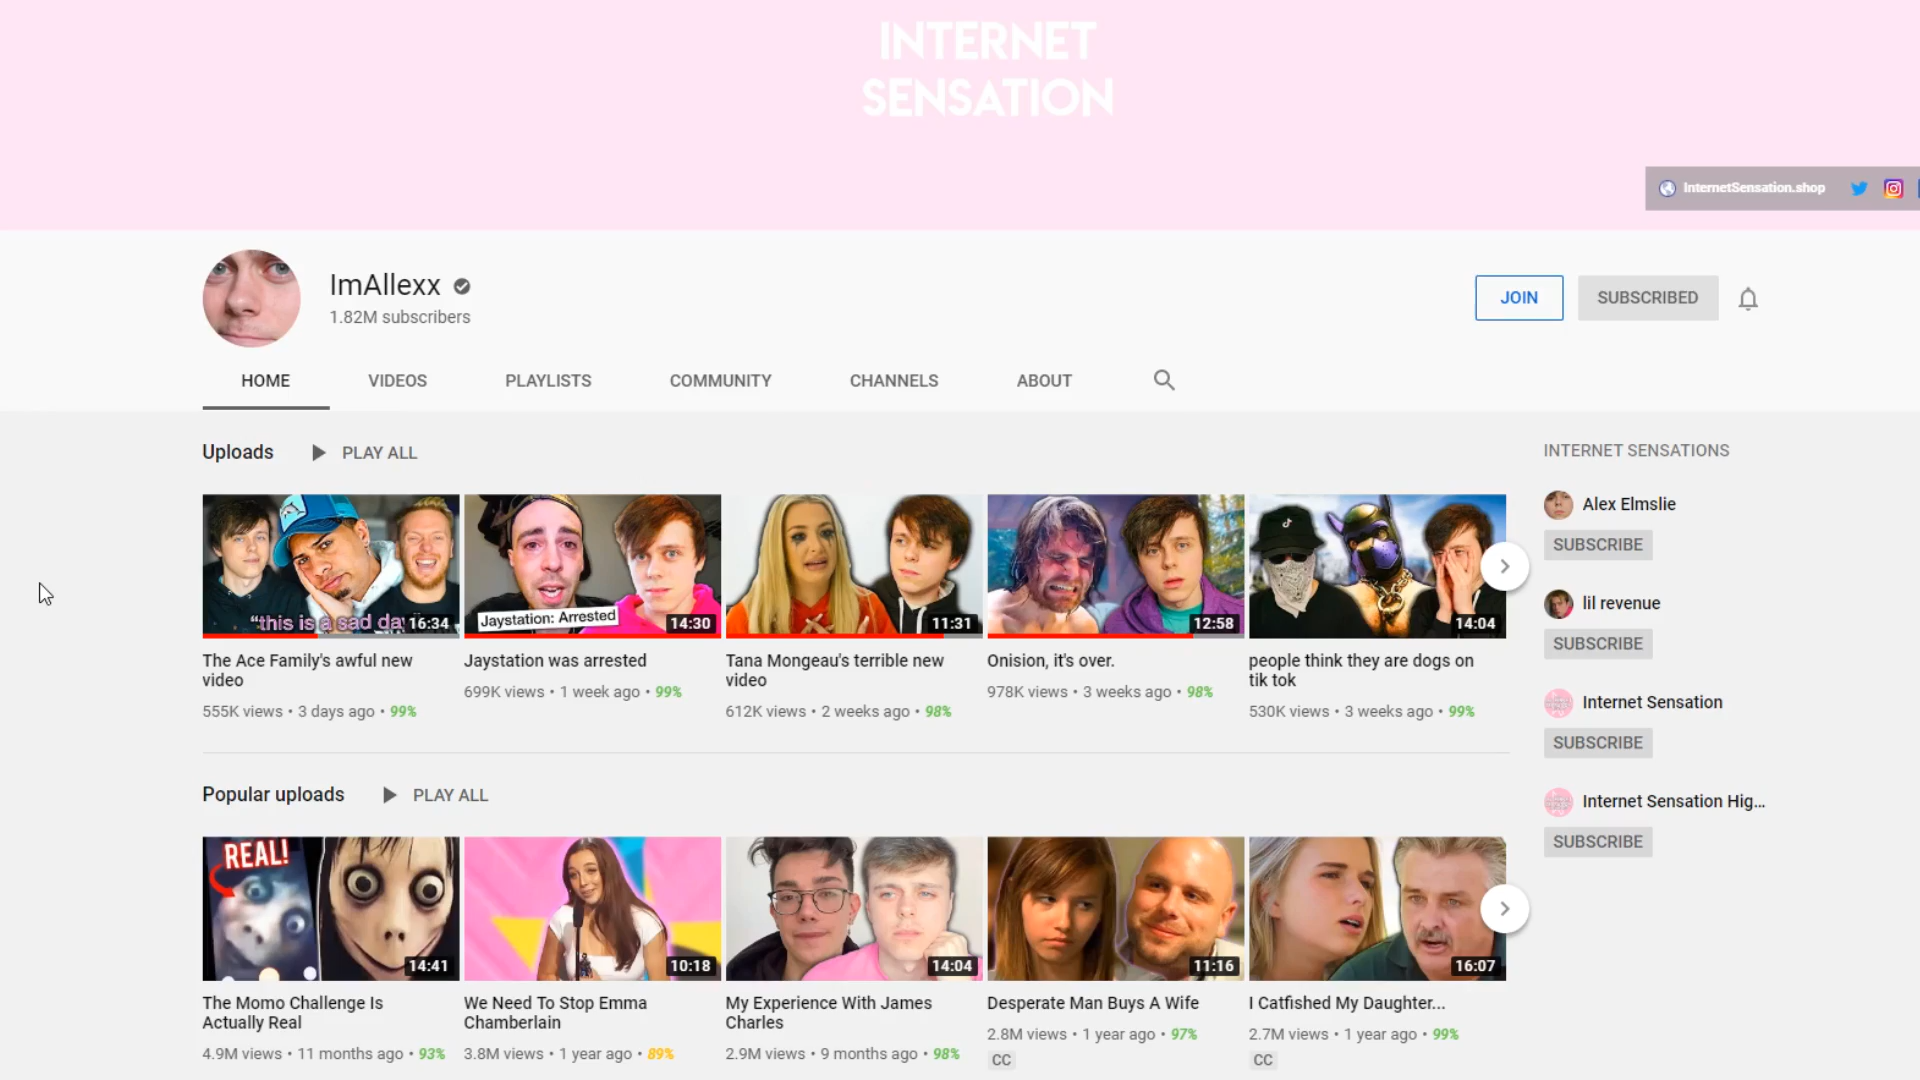 INTERNET
SENSATION
InternetSensation.shop
ImAllexx
1.82M subscribers
JOIN
SUBSCRIBED
HOME
VIDEOS
PLAYLISTS
COMMUNITY
CHANNELS
ABOUT
Uploads
PLAY ALL
"this is a sad da
16:34
Jaystation: Arrested
14:30
11:31
12:58
14:04
The Ace Family's awful new
video
555K views • 3 days ago • 99%
Jaystation was arrested
699K views • 1 week ago • 99%
Tana Mongeau's terrible new
video
612K views • 2 weeks ago • 98%
Onision, it's over.
978K views • 3 weeks ago • 98%
people think they are dogs on
tik tok
530K views • 3 weeks ago • 99%
Popular uploads
PLAY ALL
REAL!
14:41
10:18
14:04
11:16
16:07
The Momo Challenge Is
Actually Real
4.9M views • 11 months ago • 93%
We Need To Stop Emma
Chamberlain
3.8M views • 1 year ago • 89%
My Experience With James
Charles
2.9M views • 9 months ago • 98%
Desperate Man Buys A Wife
2.8M views • 1 year ago • 97%
CC
I Catfished My Daughter...
2.7M views • 1 year ago • 99%
CC
INTERNET SENSATIONS
Alex Elmslie
SUBSCRIBE
lil revenue
SUBSCRIBE
Internet Sensation
SUBSCRIBE
Internet Sensation Hig...
SUBSCRIBE